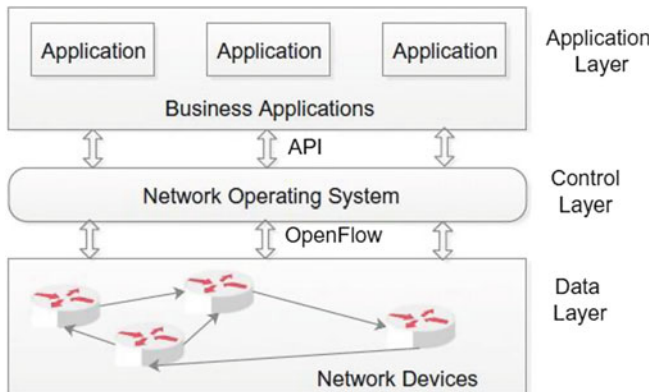 Application
Application
Application
Business Applications
Application
Layer
API
Network Operating System
Control
Layer
OpenFlow
Data
Layer
Network Devices